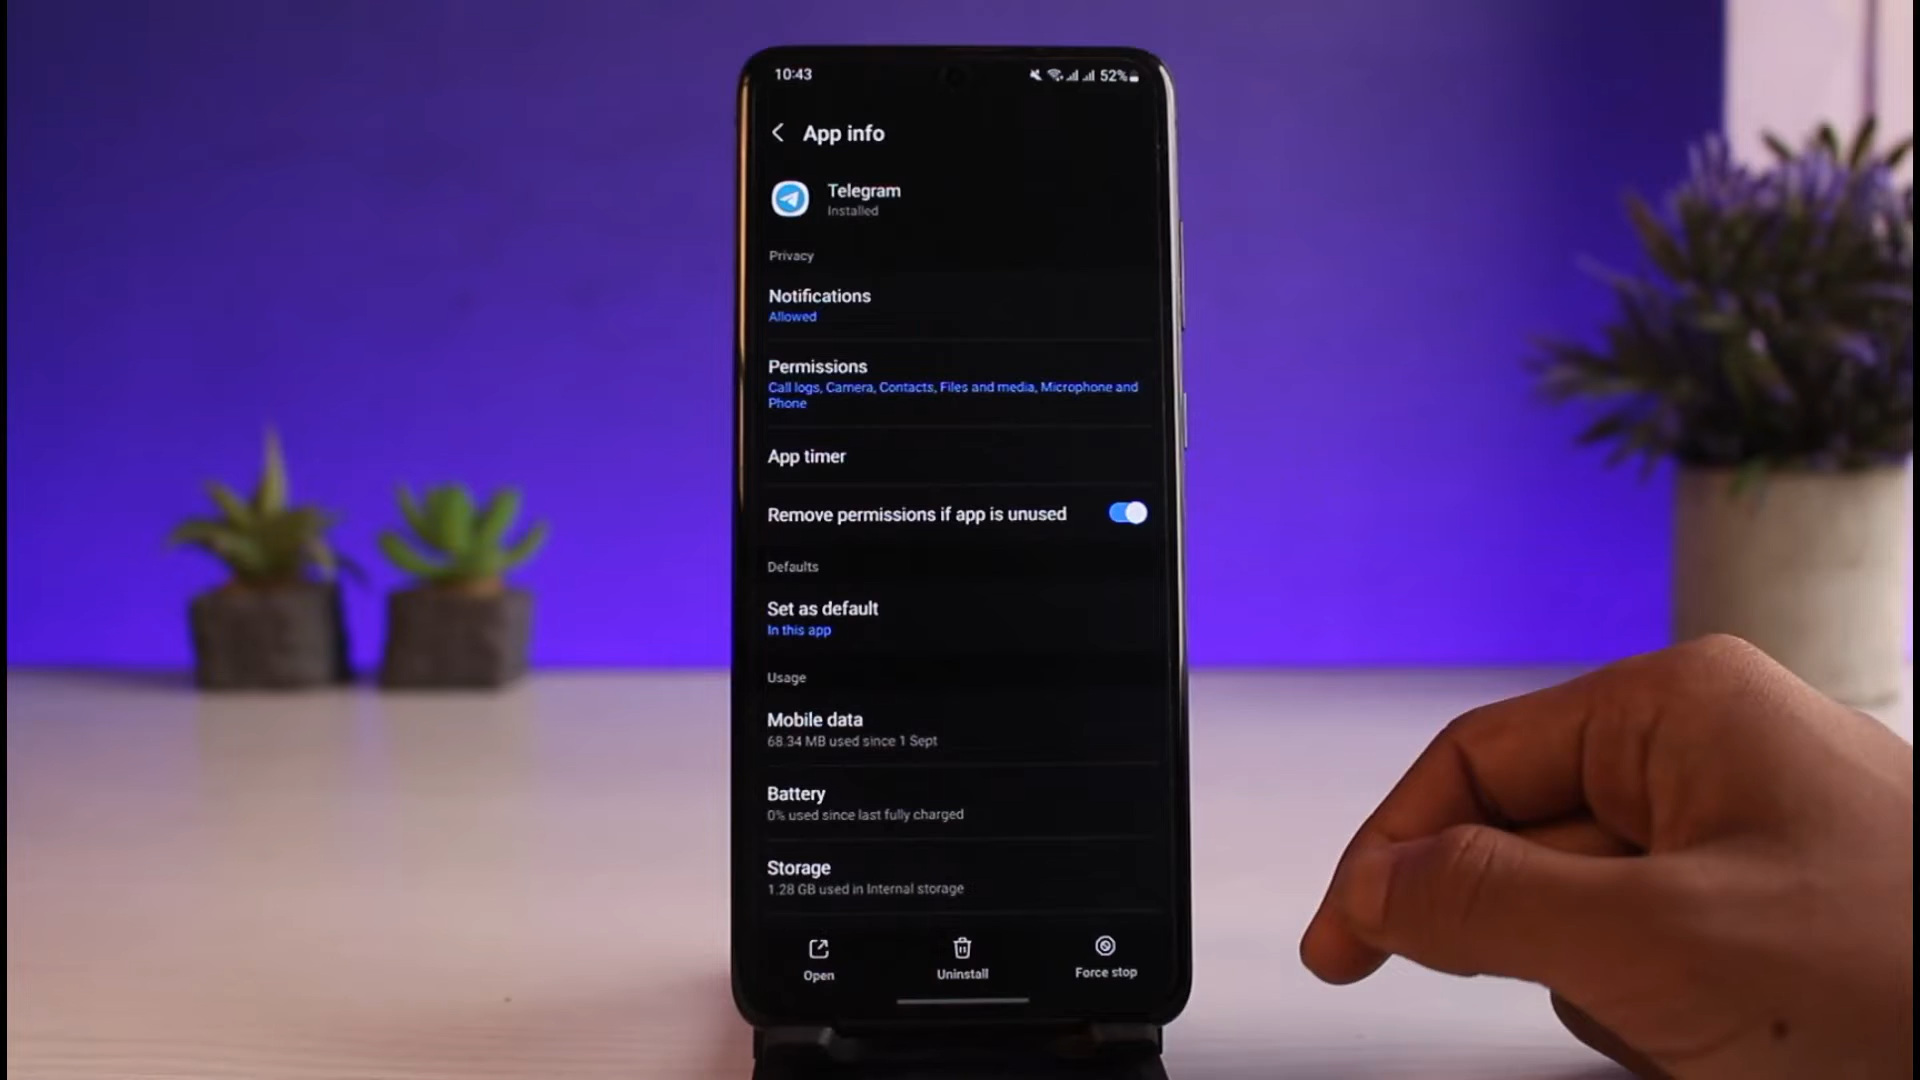 10:43
52%
App info
Telegram
Installed
Privacy
Notifications
Allowed
Permissions
Call logs, Camera, Contacts, Files and media, Microphone and
Phone
App timer
Remove permissions if app is unused
Defaults
Set as default
In this app
Usage
Mobile data
68.34 MB used since 1 Sept
Battery
0% used since last fully charged
Storage
1.28 GB used in Internal storage
Open
Uninstall
Force stop